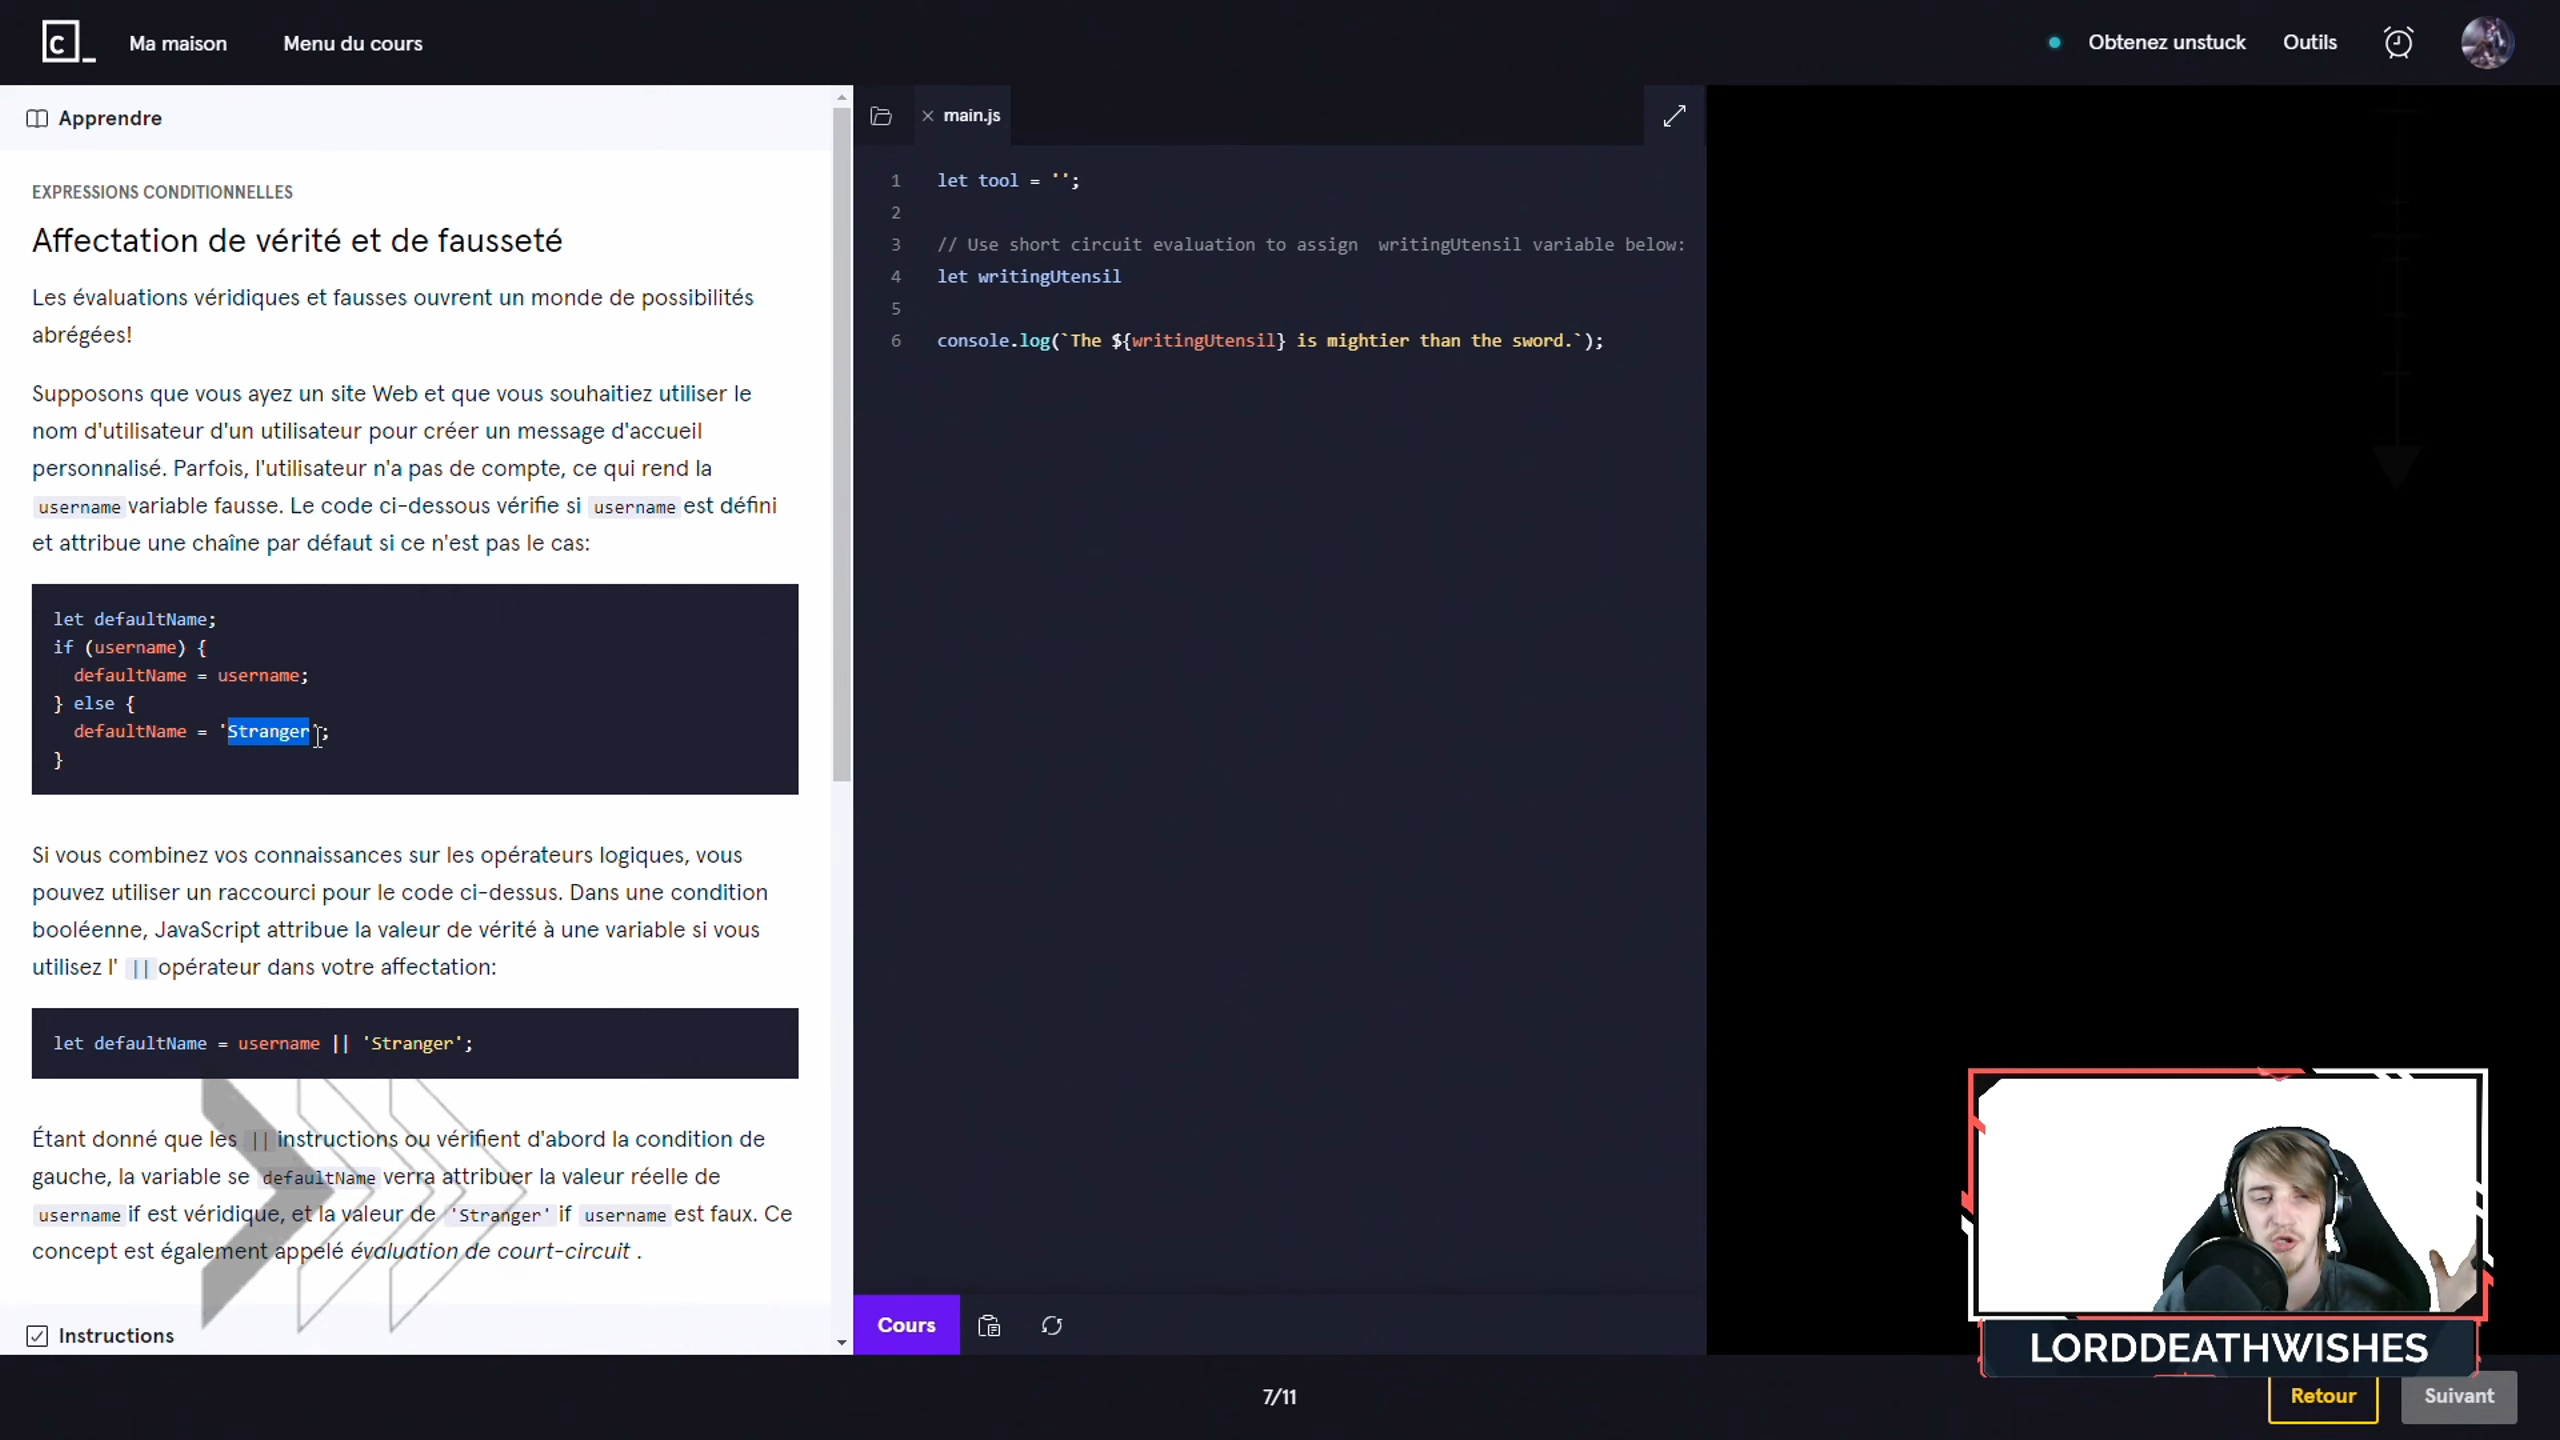 C_ Ma maison Menu du cours Obtenez unstuck Outils
Apprendre
EXPRESSIONS CONDITIONNELLES
Affectation de vérité et de fausseté
Les évaluations véridiques et fausses ouvrent un monde de possibilités
abrégées!
Supposons que vous ayez un site Web et que vous souhaitiez utiliser le
nom d'utilisateur d'un utilisateur pour créer un message d'accueil
personnalisé. Parfois, l'utilisateur n'a pas de compte, ce qui rend la
username variable fausse. Le code ci-dessous vérifie si username est défini
et attribue une chaîne par défaut si ce n'est pas le cas:
let defaultName;
if (username) {
defaultName = username;
} else {
defaultName = 'Stranger';
}
Si vous combinez vos connaissances sur les opérateurs logiques, vous
pouvez utiliser un raccourci pour le code ci-dessus. Dans une condition
booléenne, JavaScript attribue la valeur de vérité à une variable si vous
utilisez l' || opérateur dans votre affectation:
let defaultName = username || 'Stranger';
Étant donné que les || instructions ou vérifient d'abord la condition de
gauche, la variable se defaultName verra attribuer la valeur réelle de
username if est véridique, et la valeur de 'Stranger' if username est faux. Ce
concept est également appelé évaluation de court-circuit .
Instructions
main.js
1 let tool = '';
2
3 // Use short circuit evaluation to assign  writingUtensil variable below:
4 let writingUtensil
5
6 console.log(`The ${writingUtensil} is mightier than the sword.`);
Cours
LORDDEATHWISHES
7/11
Retour Suivant